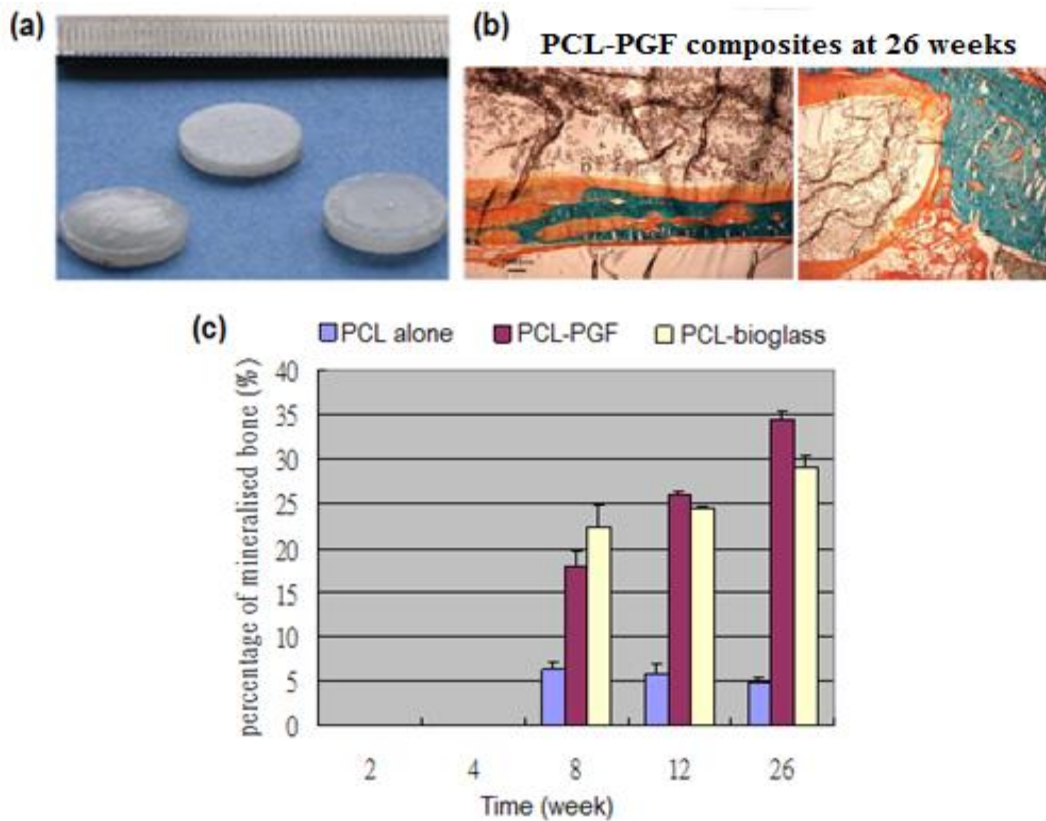 (a)
(b)
PCL-PGF composites at 26 weeks
(c)
PCL alone PCL-PGF PCL-bioglass
percentage of mineralised bone (%)
40
35
30
25
20
15
10
5
0
2 4 8 12 26
Time (week)